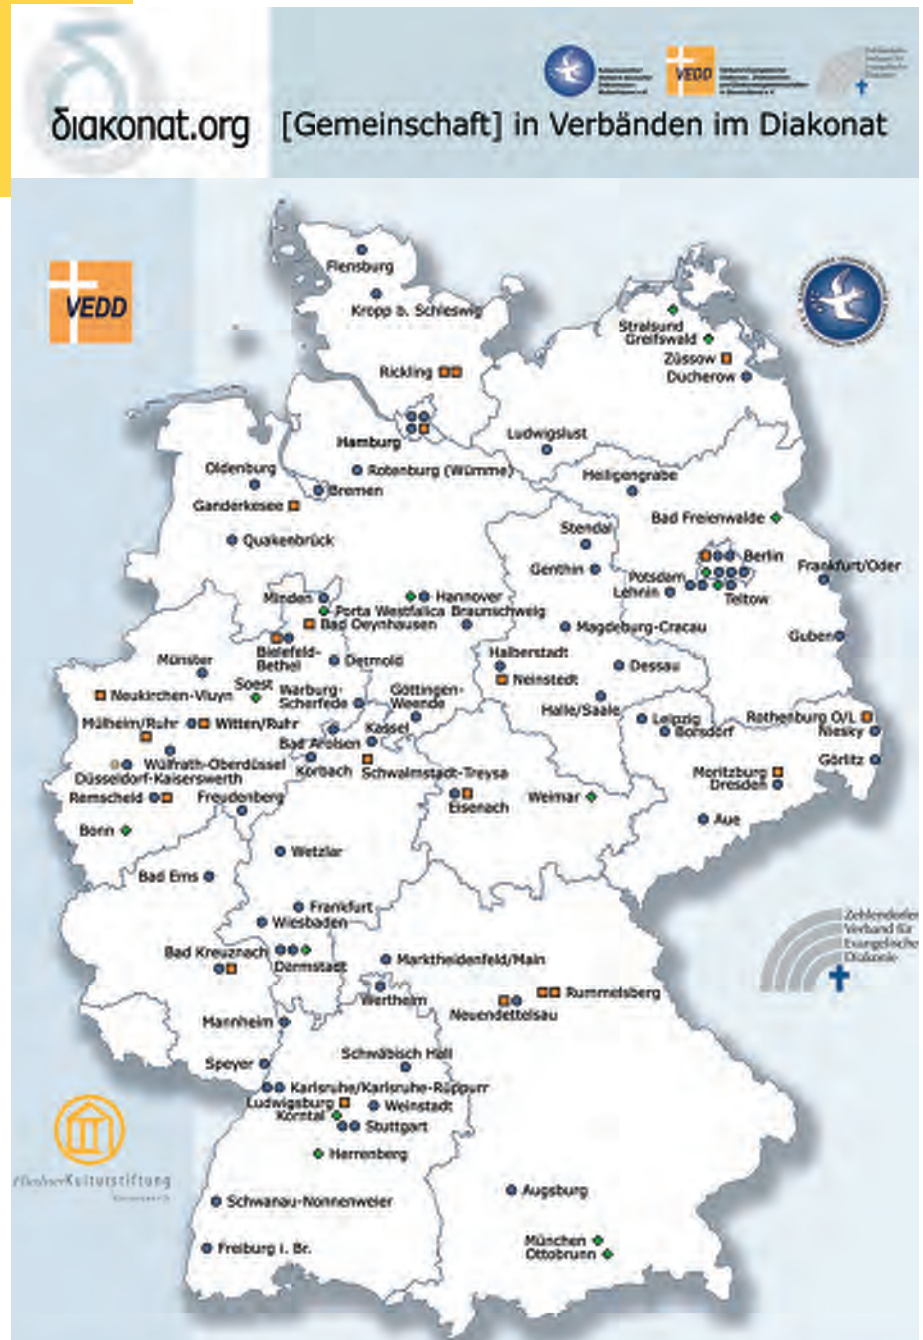 διακonat.org
[Gemeinschaft] in Verbänden im Diakonat
VEDD
VEDD
Flensburg
Kropp b. Schleswig
Stralsund
Greifswald
Züssow
Ducherow
Rickling
Hamburg
Ludwigslust
Oldenburg
Rotenburg (Wümme)
Heiligengrabe
Bremen
Ganderkesee
Bad Freienwalde
Stendal
Quakenbrück
Berlin
Genthin
Potsdam
Frankfurt/Oder
Lehnin
Teltow
Minden
Hannover
Porta Westfalica
Braunschweig
Bad Oeynhausen
Magdeburg-Cracau
Guben
Bielefeld-
Bethel
Detmold
Münster
Halberstadt
Dessau
Neinstedt
Soest
Neukirchen-Vluyn
Warburg-
Scherfede
Göttingen-
Weende
Halle/Saale
Mülheim/Ruhr
Witten/Ruhr
Kassel
Leipzig
Rothenburg O/L
Borsdorf
Niesky
Bad Arolsen
Wülfrath-Oberdüssel
Korbach
Görlitz
Düsseldorf-Kaiserswerth
Schwalmstadt-Treysa
Moritzburg
Dresden
Remscheid
Freudenberg
Eisenach
Weimar
Bonn
Aue
Wetzlar
Bad Ems
Frankfurt
Wiesbaden
Zehlendorfer
Verband für
Evangelische
Diakonie
Bad Kreuznach
Darmstadt
Marktheidenfeld/Main
Wertheim
Rummelsberg
Neuendettelsau
Mannheim
Schwäbisch Hall
Speyer
Karlsruhe/Karlsruhe-Rüppurr
Ludwigsburg
Weinstadt
Korntal
Stuttgart
Herrenberg
FliednerKulturstiftung
Schwanau-Nonnenweier
Augsburg
Freiburg i. Br.
München
Ottobrunn